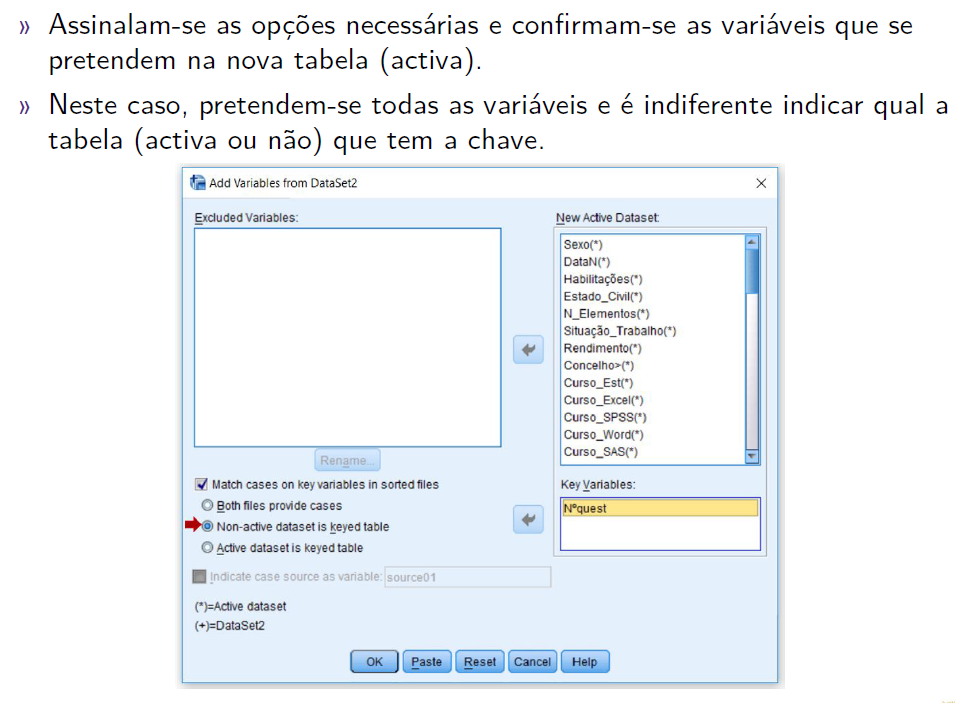 » Assinalam-se as opções necessárias e confirmam-se as variáveis que se
pretendem na nova tabela (activa).
» Neste caso, pretendem-se todas as variáveis e é indiferente indicar qual a
tabela (activa ou não) que tem a chave.
Add Variables from DataSet2
Excluded Variables:
New Active Dataset:
Sexo(*)
DataN(*)
Habilitações(*)
Estado_Civil(*)
N_Elementos(*)
Situação_Trabalho(*)
Rendimento(*)
Concelho>(*)
Curso_Est(*)
Curso_Excel(*)
Curso_SPSS(*)
Curso_Word(*)
Curso_SAS(*)
Rename...
Match cases on key variables in sorted files
Both files provide cases
Non-active dataset is keyed table
Active dataset is keyed table
Key Variables:
Nºquest
Indicate case source as variable: source01
(*)=Active dataset
(+)=DataSet2
OK Paste Reset Cancel Help